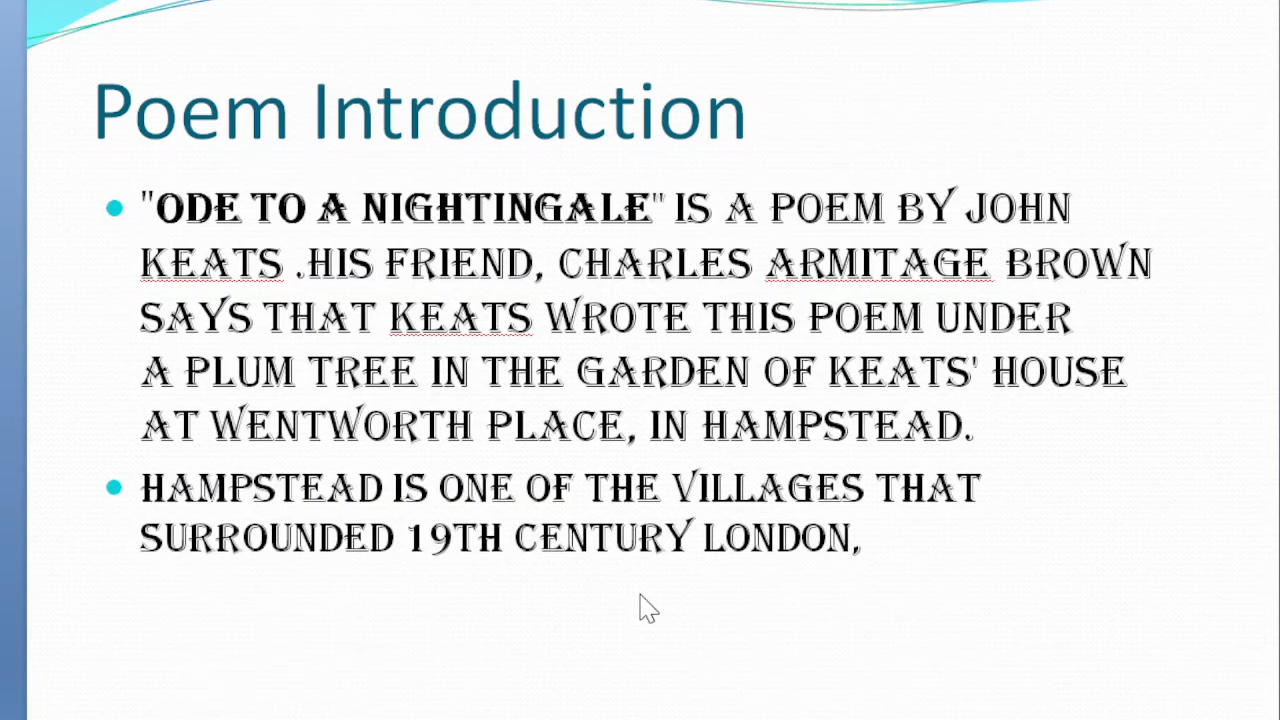 Poem Introduction
"ODE TO A NIGHTINGALE" IS A POEM BY JOHN
KEATS .HIS FRIEND, CHARLES ARMITAGE BROWN
SAYS THAT KEATS WROTE THIS POEM UNDER
A PLUM TREE IN THE GARDEN OF KEATS' HOUSE
AT WENTWORTH PLACE, IN HAMPSTEAD.
HAMPSTEAD IS ONE OF THE VILLAGES THAT
SURROUNDED 19TH CENTURY LONDON,